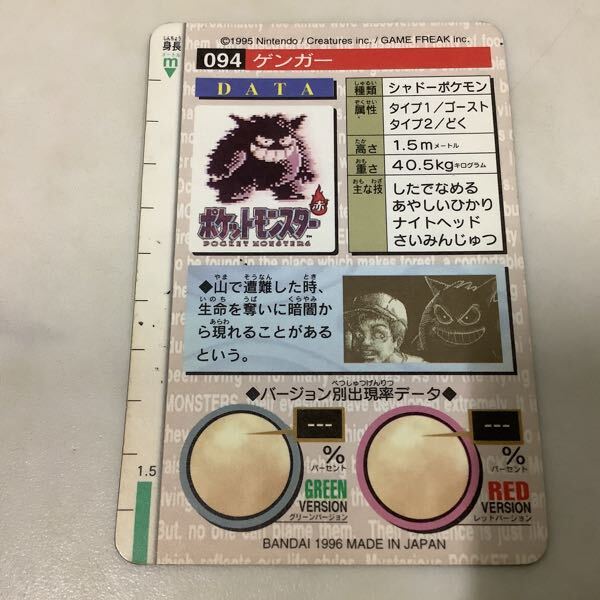 ©1995 Nintendo / Creatures inc. / GAME FREAK inc.
しんちょう
身長
メートル
m
094 ゲンガー
DATA
しゅるい
種類 シャドーポケモン
ぞくせい
属性 タイプ1/ゴースト
タイプ2/どく
たか
高さ 1.5mメートル
おも
重さ 40.5kgキログラム
おも わざ
主な技 したでなめる
あやしいひかり
ナイトヘッド
さいみんじゅつ
赤
ポケットモンスター
POCKET MONSTERS
TM
やま そうなん とき
◆山で遭難した時、
いのち うば くらやみ
生命を奪いに暗闇か
あらわ
ら現れることがある
という。
べつしゅつげんりつ
◆バージョン別出現率データ◆
---
%
パーセント
GREEN
VERSION
グリーンバージョン
---
%
パーセント
RED
VERSION
レッドバージョン
1.5
BANDAI 1996 MADE IN JAPAN